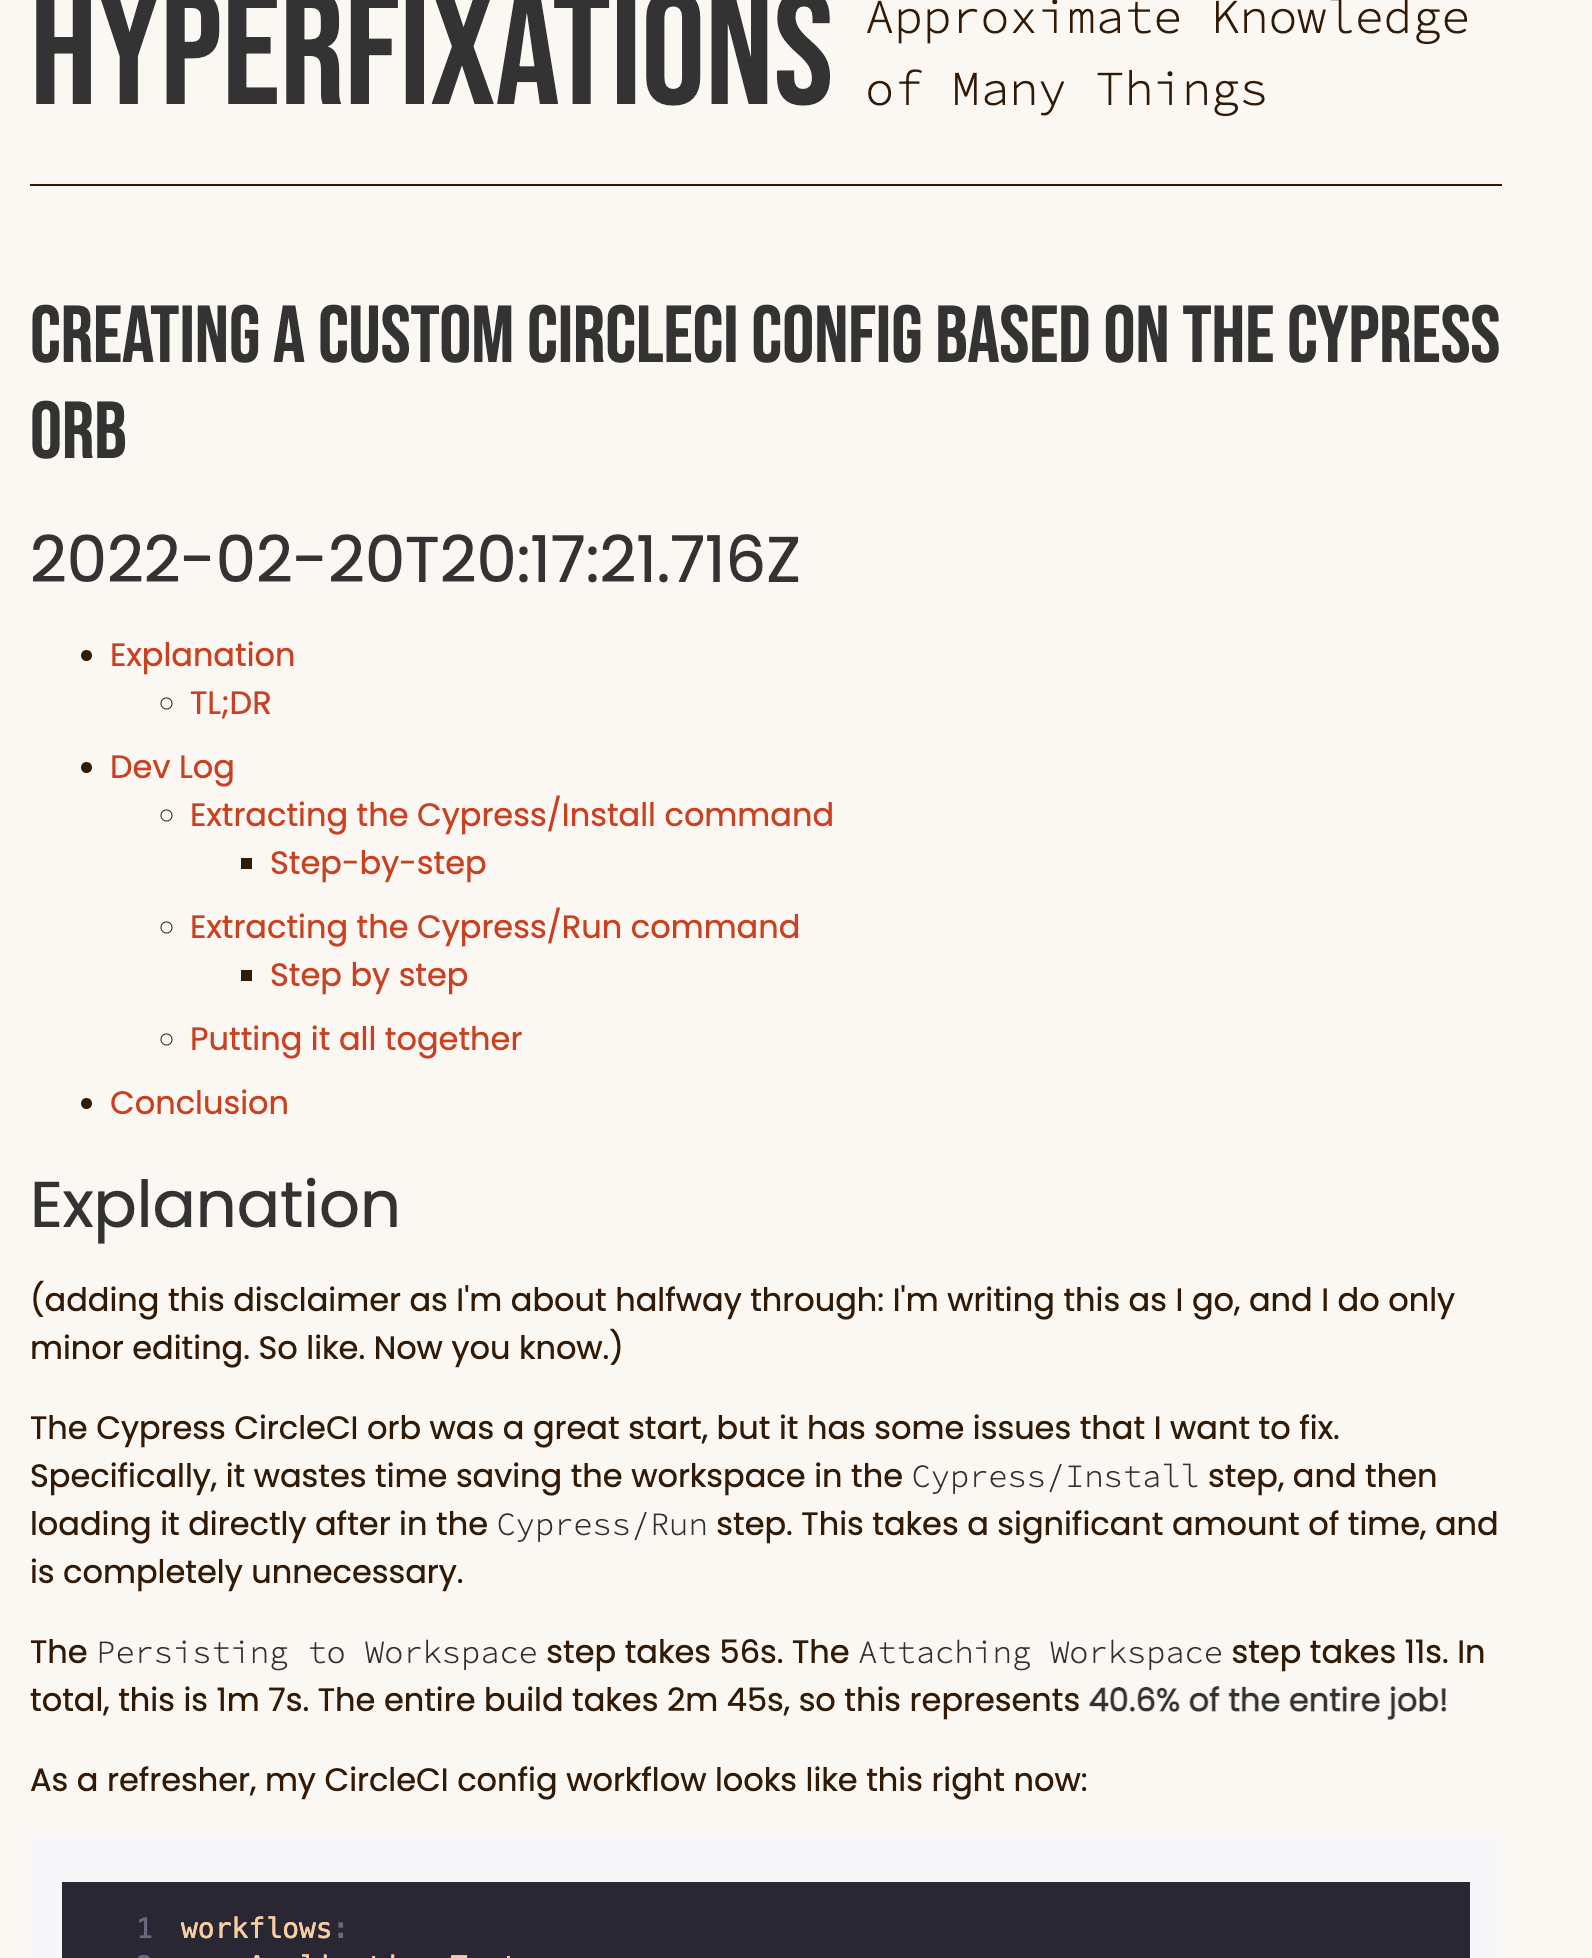 HYPERFIXATIONS
Approximate Knowledge
of Many Things
CREATING A CUSTOM CIRCLECI CONFIG BASED ON THE CYPRESS
ORB
2022-02-20T20:17:21.716Z
Explanation
TL;DR
Dev Log
Extracting the Cypress/Install command
Step-by-step
Extracting the Cypress/Run command
Step by step
Putting it all together
Conclusion
Explanation
(adding this disclaimer as I'm about halfway through: I'm writing this as I go, and I do only
minor editing. So like. Now you know.)
The Cypress CircleCI orb was a great start, but it has some issues that I want to fix.
Specifically, it wastes time saving the workspace in the Cypress/Install step, and then
loading it directly after in the Cypress/Run step. This takes a significant amount of time, and
is completely unnecessary.
The Persisting to Workspace step takes 56s. The Attaching Workspace step takes 11s. In
total, this is 1m 7s. The entire build takes 2m 45s, so this represents 40.6% of the entire job!
As a refresher, my CircleCI config workflow looks like this right now:
1 workflows: